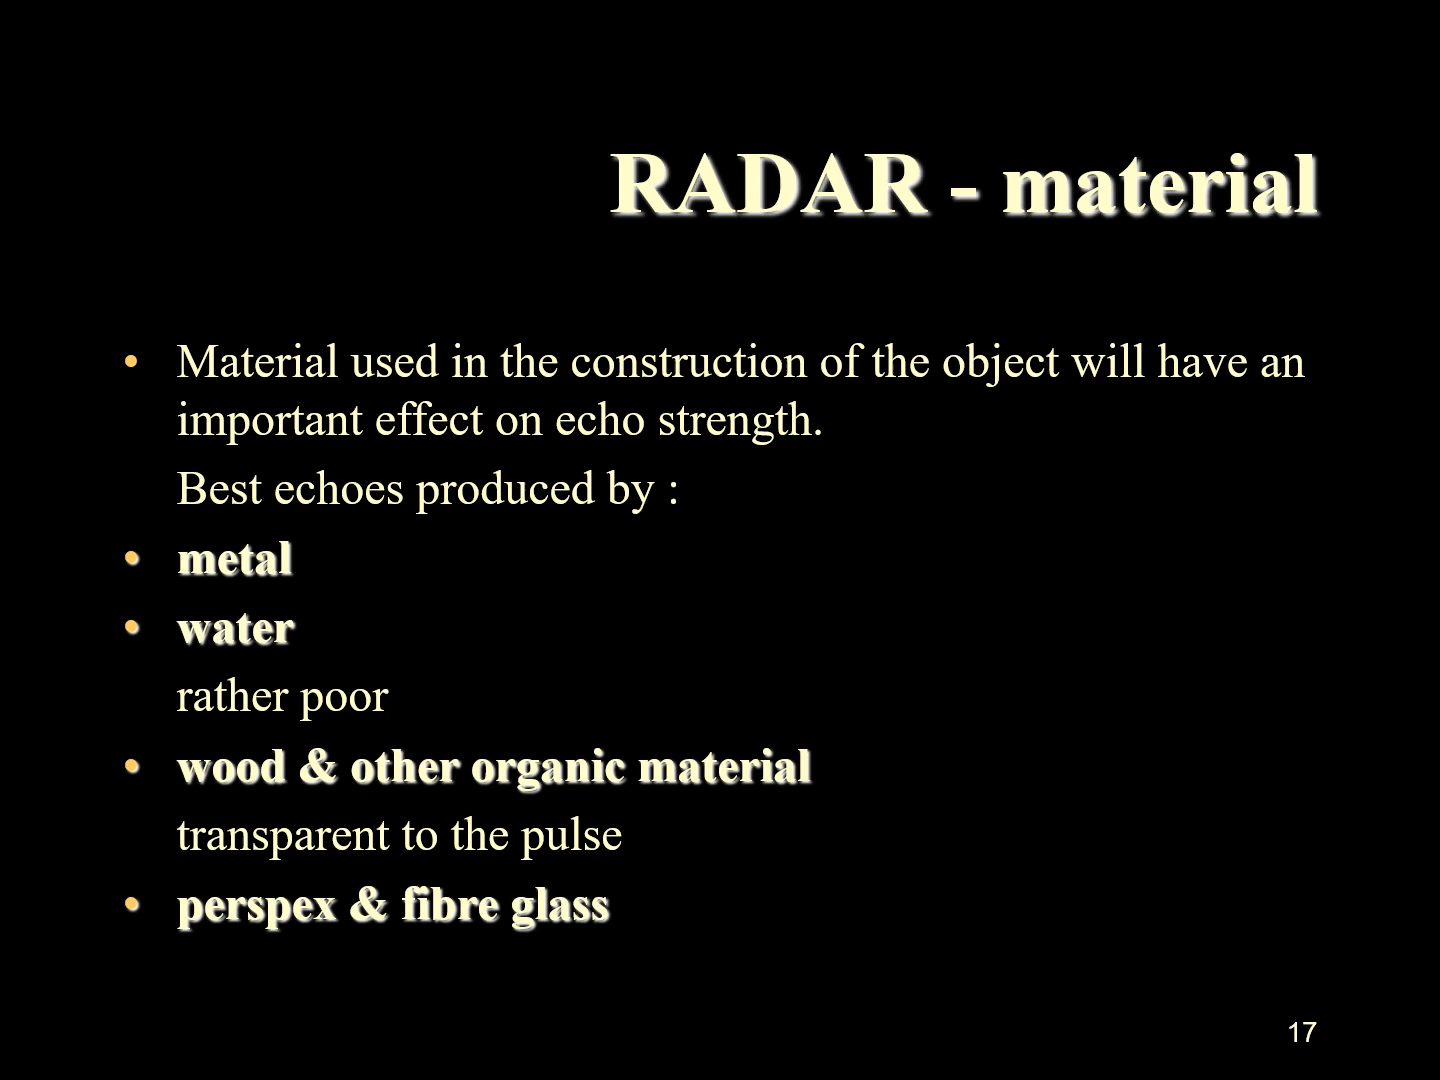 RADAR - material
• Material used in the construction of the object will have an
important effect on echo strength.
Best echoes produced by :
• metal
• water
rather poor
• wood & other organic material
transparent to the pulse
• perspex & fibre glass
17